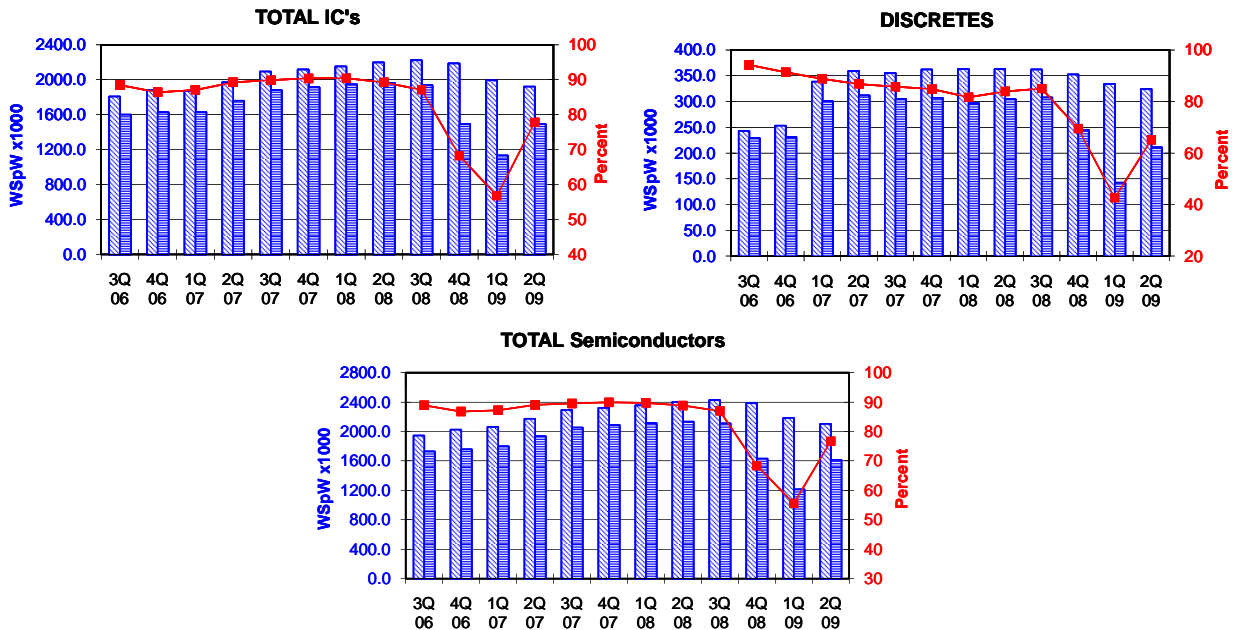 TOTAL IC's
2400.0
2000.0
1600.0
1200.0
800.0
400.0
0.0
WSpW x1000
100
90
80
70
60
50
40
Percent
3Q 4Q 1Q 2Q 3Q 4Q 1Q 2Q 3Q 4Q 1Q 2Q
06 06 07 07 07 07 08 08 08 08 09 09
DISCRETES
400.0
350.0
300.0
250.0
200.0
150.0
100.0
50.0
0.0
WSpW x1000
100
80
60
40
20
Percent
3Q 4Q 1Q 2Q 3Q 4Q 1Q 2Q 3Q 4Q 1Q 2Q
06 06 07 07 07 07 08 08 08 08 09 09
TOTAL Semiconductors
2800.0
2400.0
2000.0
1600.0
1200.0
800.0
400.0
0.0
WSpW x1000
100
90
80
70
60
50
40
30
Percent
3Q 4Q 1Q 2Q 3Q 4Q 1Q 2Q 3Q 4Q 1Q 2Q
06 06 07 07 07 07 08 08 08 08 09 09